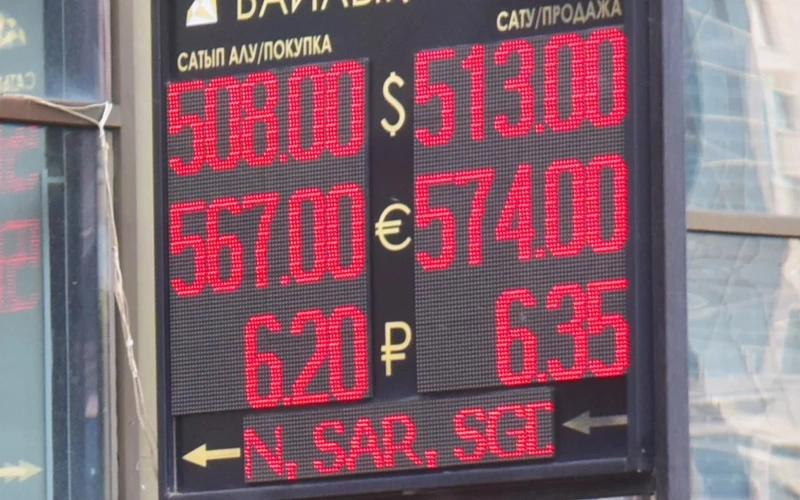 САТЫП АЛУ/ПОКУПКА
САТУ/ПРОДАЖА
508.00 $ 513.00
567.00 € 574.00
6.20 ₽ 6.35
N, SAR, SGD